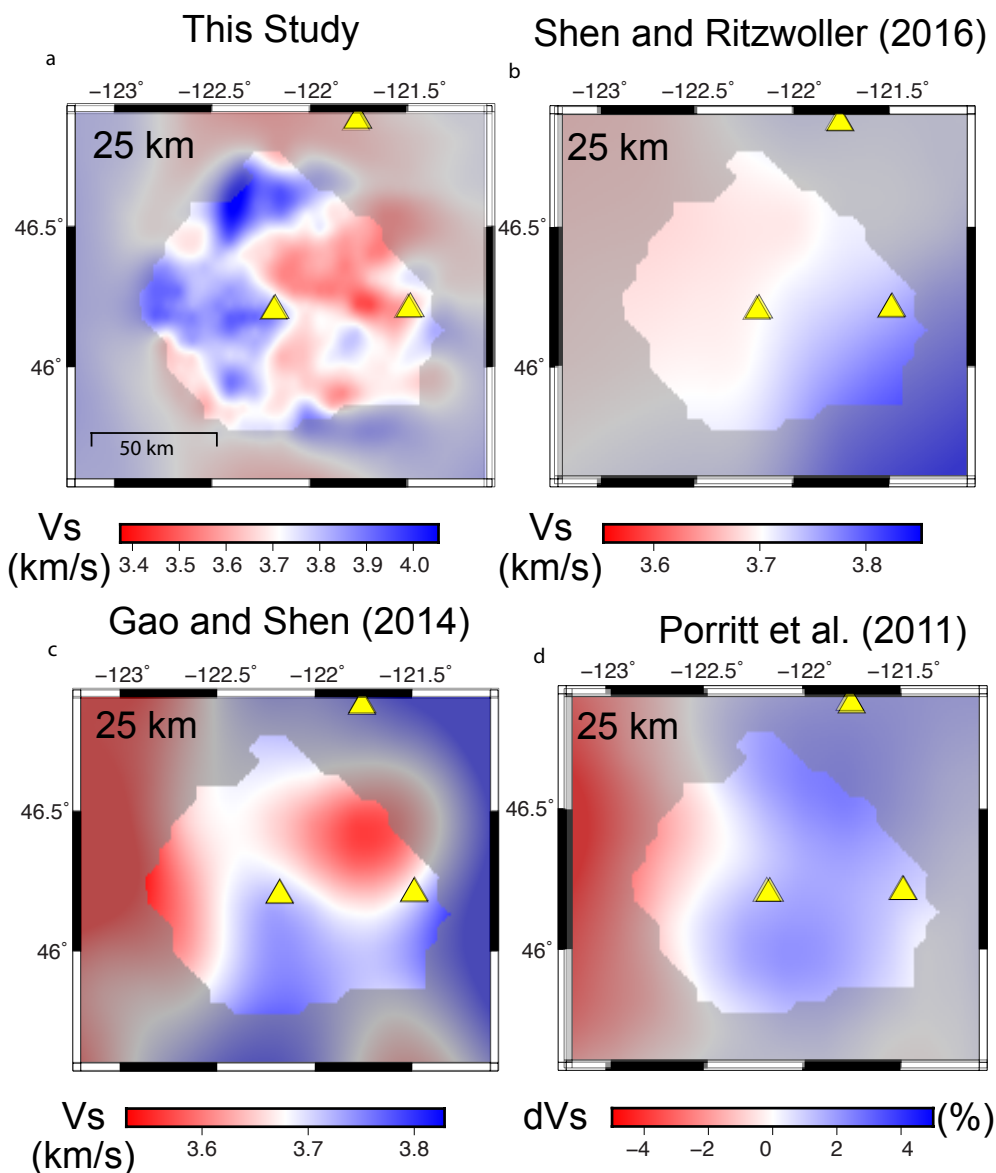 This Study
a
−123˚ −122.5˚ −122˚ −121.5˚
25 km
46.5˚
46˚
50 km
Vs
(km/s)
3.4 3.5 3.6 3.7 3.8 3.9 4.0
Shen and Ritzwoller (2016)
b
−123˚ −122.5˚ −122˚ −121.5˚
25 km
46.5˚
46˚
Vs
(km/s)
3.6 3.7 3.8
Gao and Shen (2014)
c
−123˚ −122.5˚ −122˚ −121.5˚
25 km
46.5˚
46˚
Vs
(km/s)
3.6 3.7 3.8
Porritt et al. (2011)
d
−123˚ −122.5˚ −122˚ −121.5˚
25 km
46.5˚
46˚
dVs (%)
−4 −2 0 2 4